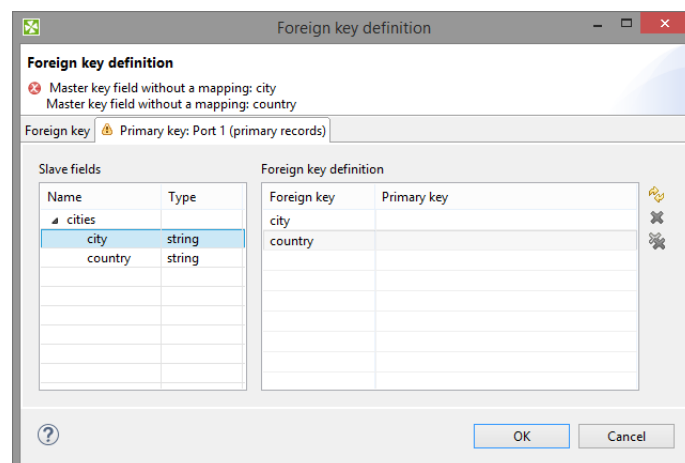 Foreign key definition
Foreign key definition
Master key field without a mapping: city
Master key field without a mapping: country
Foreign key
Primary key: Port 1 (primary records)
Slave fields
Foreign key definition
Name Type
Foreign key Primary key
cities
city
city string
country
country string
?
OK Cancel